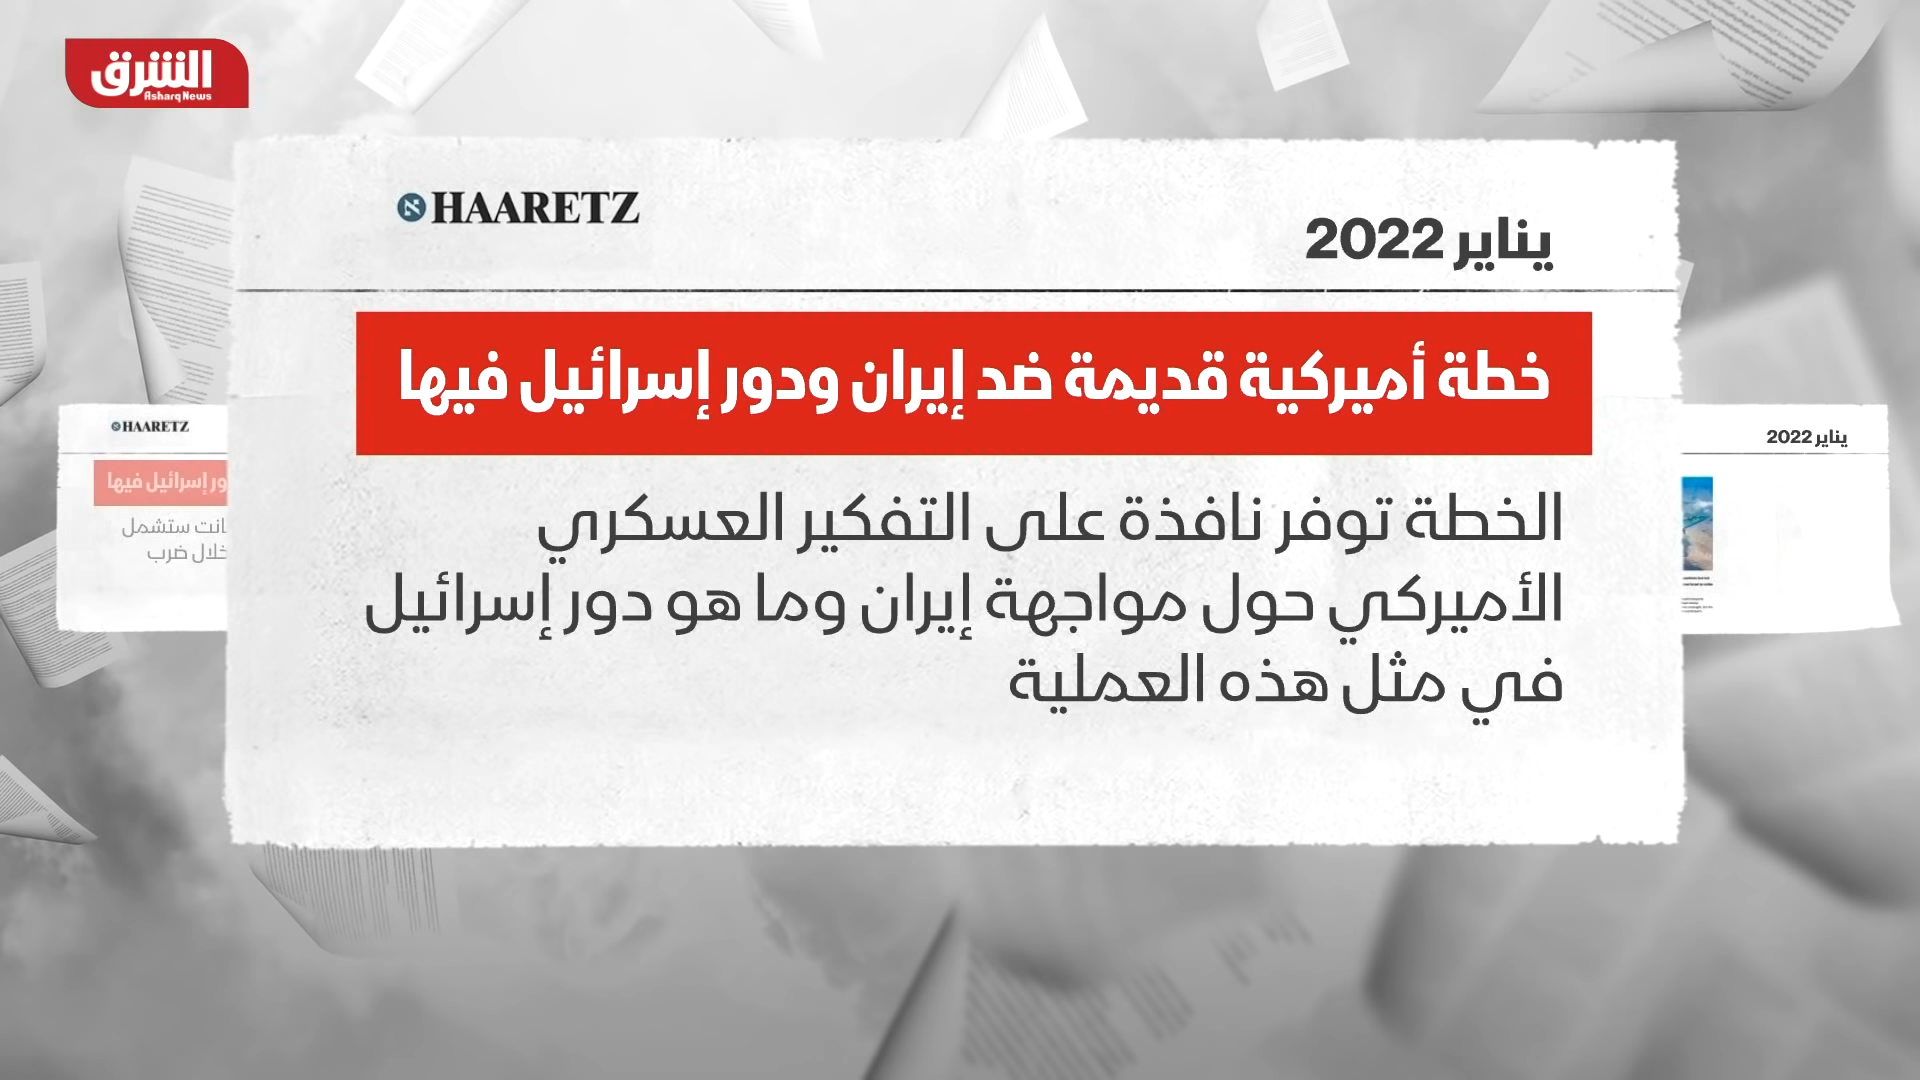 الشرق
Asharq News
HAARETZ
يناير 2022
خطة أميركية قديمة ضد إيران ودور إسرائيل فيها
الخطة توفر نافذة على التفكير العسكري
الأميركي حول مواجهة إيران وما هو دور إسرائيل
في مثل هذه العملية
يناير 2022
HAARETZ
ور إسرائيل فيها
انت ستشمل
خلال ضرب